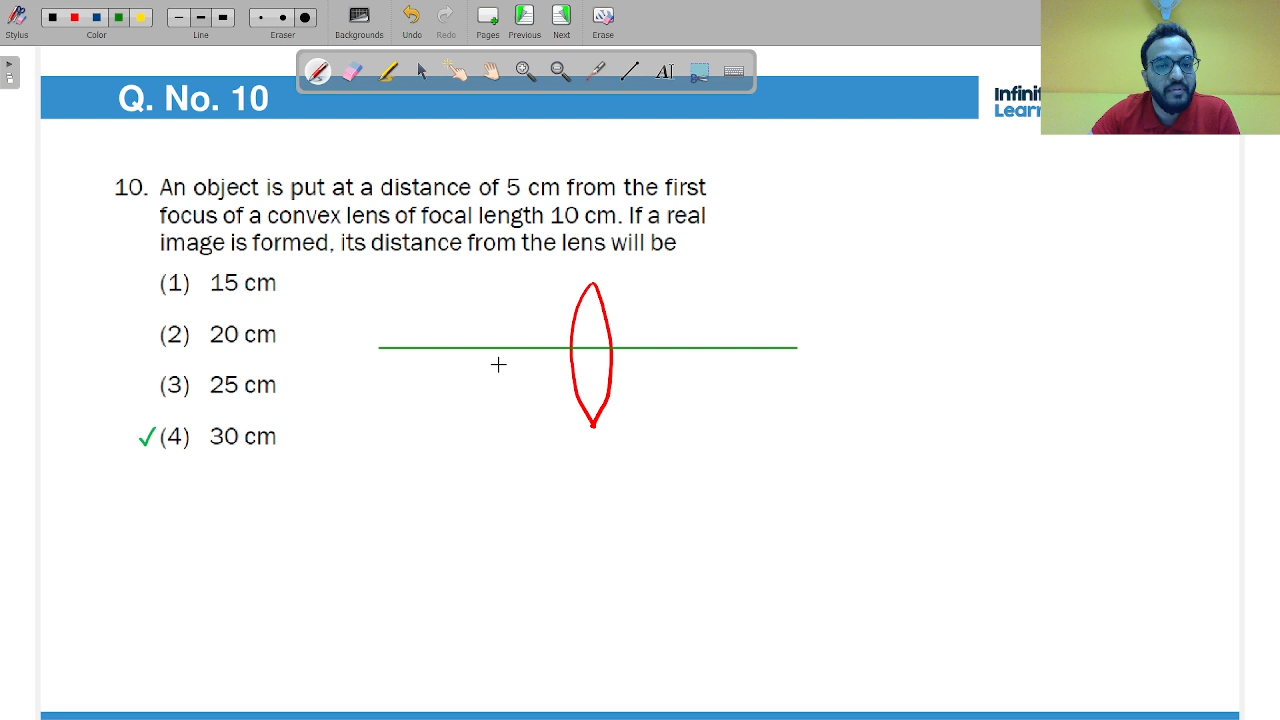 Stylus Color Line Eraser Backgrounds Undo Redo Pages Previous Next Erase
Q. No. 10
Infinit
Learn
10. An object is put at a distance of 5 cm from the first
focus of a convex lens of focal length 10 cm. If a real
image is formed, its distance from the lens will be
(1) 15 cm
(2) 20 cm
(3) 25 cm
✓(4) 30 cm